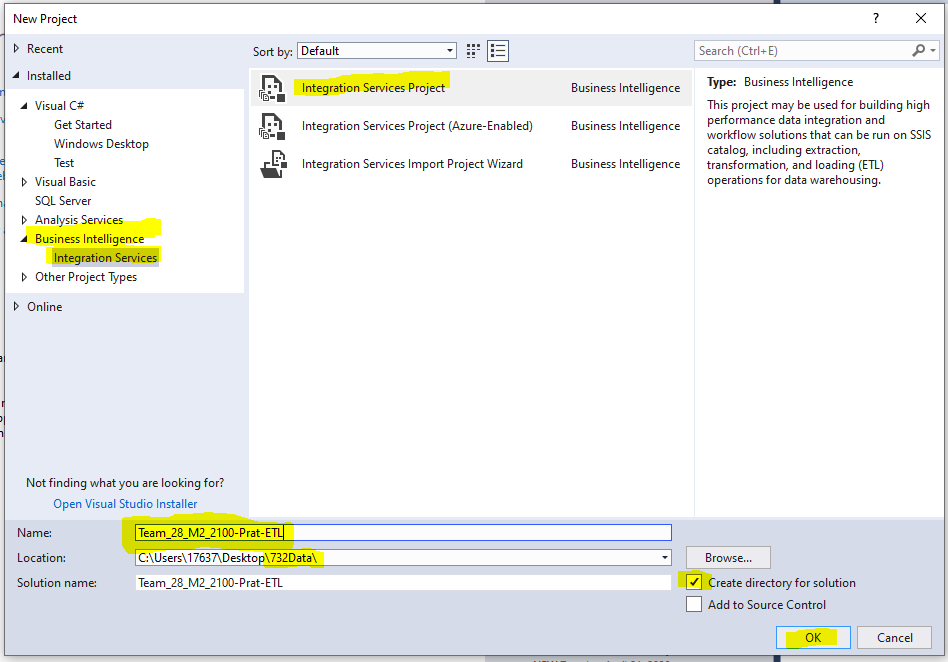 New Project
? 
Recent
Installed
Visual C#
Get Started
Windows Desktop
Test
Visual Basic
SQL Server
Analysis Services
Business Intelligence
Integration Services
Other Project Types
Online
Not finding what you are looking for?
Open Visual Studio Installer
Sort by: Default
Search (Ctrl+E)
Integration Services Project Business Intelligence
Integration Services Project (Azure-Enabled) Business Intelligence
Integration Services Import Project Wizard Business Intelligence
Type: Business Intelligence
This project may be used for building high
performance data integration and
workflow solutions that can be run on SSIS
catalog, including extraction,
transformation, and loading (ETL)
operations for data warehousing.
Name: Team_28_M2_2100-Prat-ETL
Location: C:\Users\17637\Desktop\732Data\
Browse...
Solution name: Team_28_M2_2100-Prat-ETL
Create directory for solution
Add to Source Control
OK Cancel